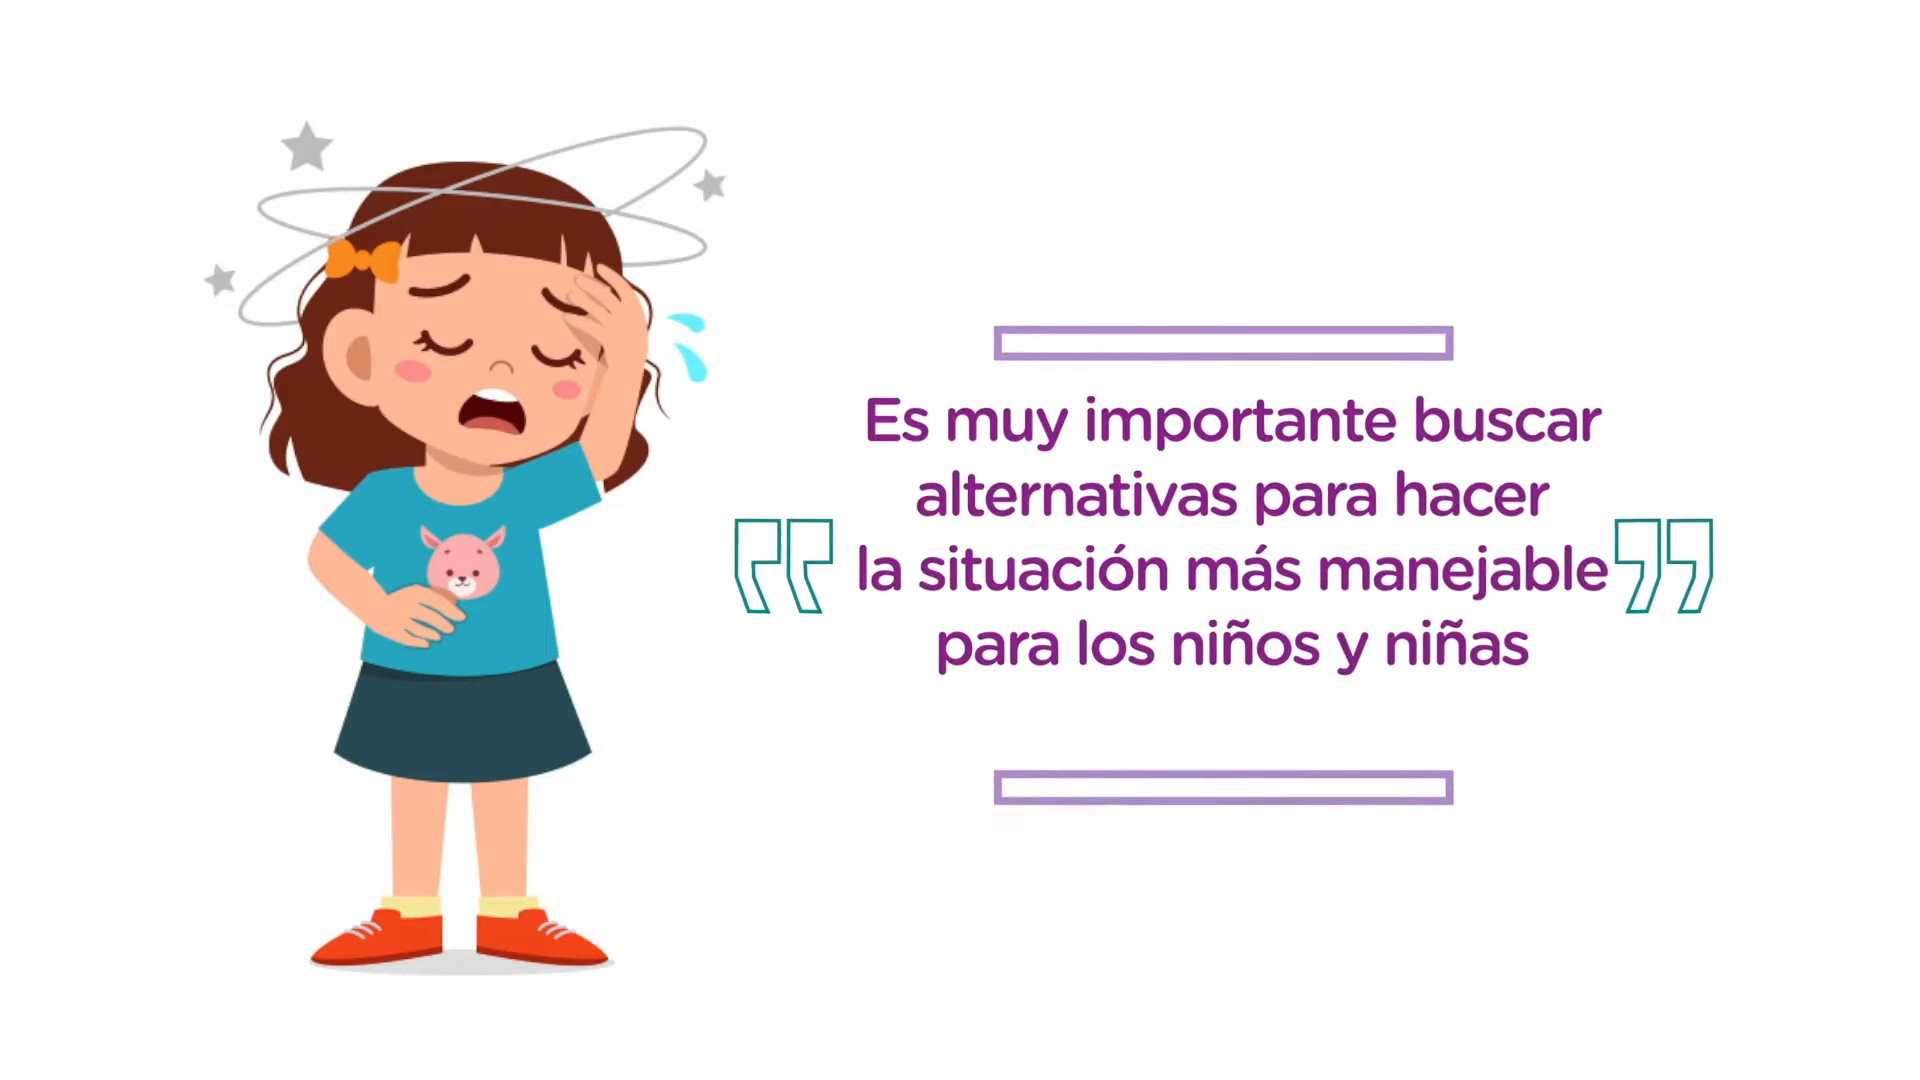 Es muy importante buscar
alternativas para hacer
la situación más manejable
para los niños y niñas